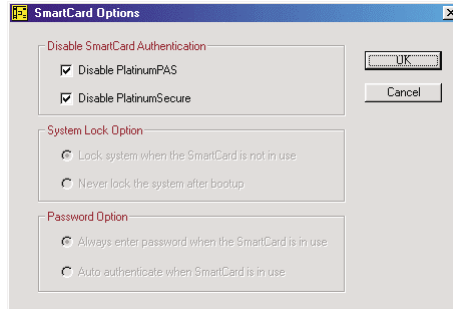 SmartCard Options
Disable SmartCard Authentication
Disable PlatinumPAS
OK
Disable PlatinumSecure
Cancel
System Lock Option
Lock system when the SmartCard is not in use
Never lock the system after bootup
Password Option
Always enter password when the SmartCard is in use
Auto authenticate when SmartCard is in use